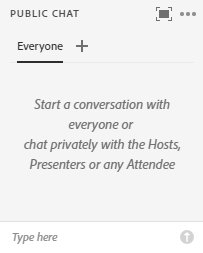 PUBLIC CHAT
Everyone
Start a conversation with
everyone or
chat privately with the Hosts,
Presenters or any Attendee
Type here